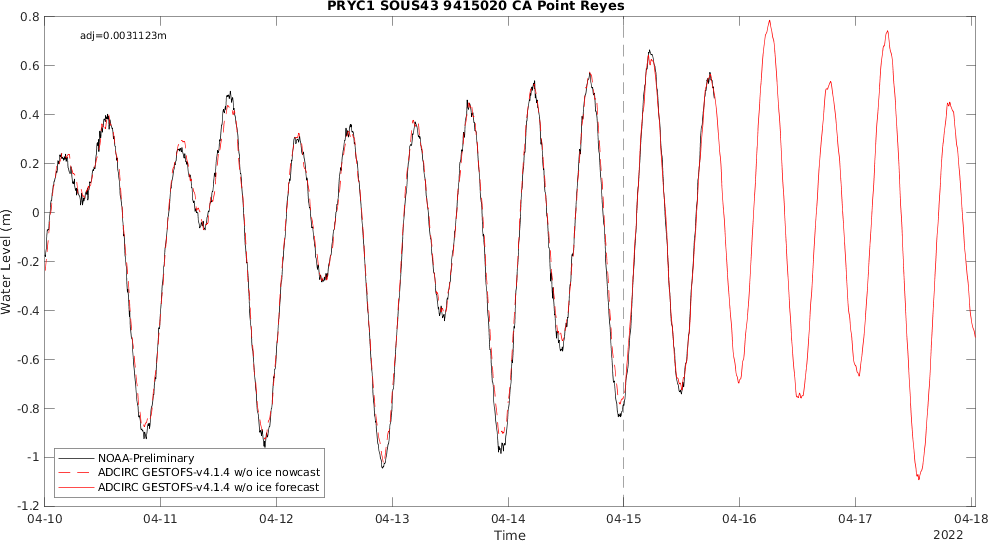 PRYC1 SOUS43 9415020 CA Point Reyes
adj=0.0031123m
0.8
0.6
0.4
0.2
0
-0.2
-0.4
-0.6
-0.8
-1
-1.2
Water Level (m)
NOAA-Preliminary
ADCIRC GESTOFS-v4.1.4 w/o ice nowcast
ADCIRC GESTOFS-v4.1.4 w/o ice forecast
04-10 04-11 04-12 04-13 04-14 04-15 04-16 04-17 04-18
Time
2022